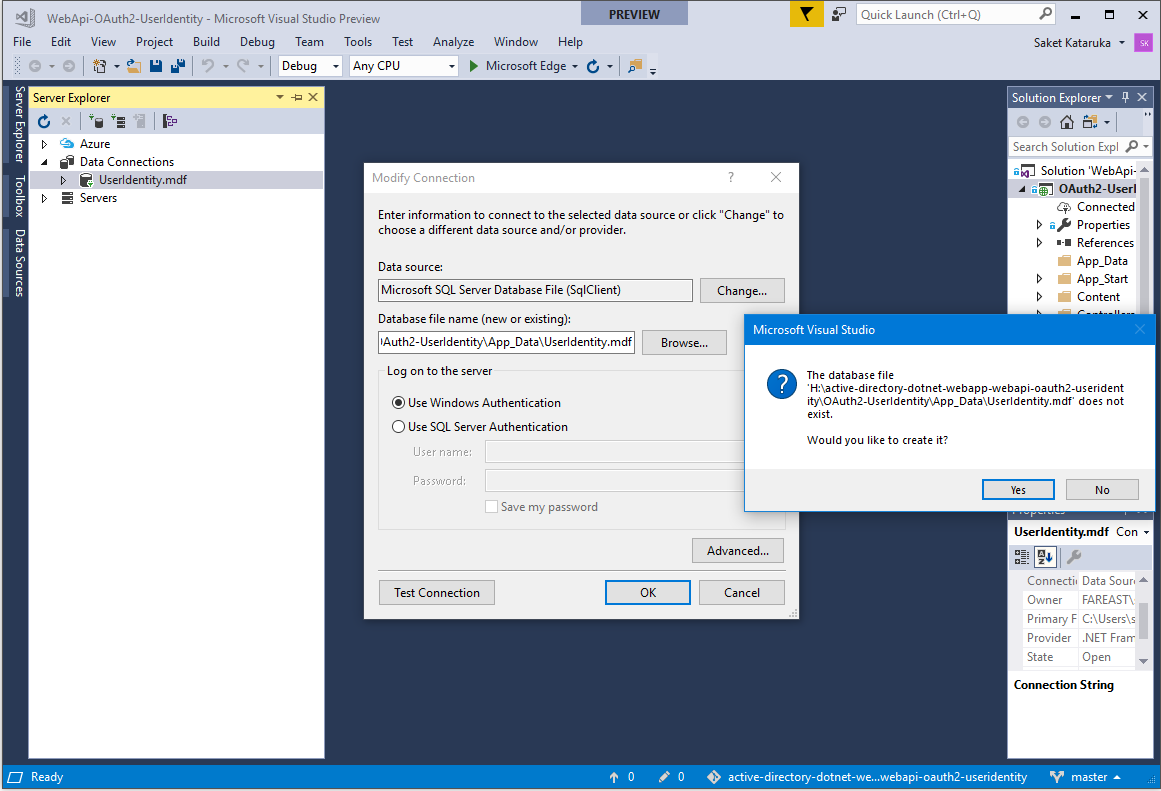 WebApi-OAuth2-UserIdentity - Microsoft Visual Studio Preview
PREVIEW
Quick Launch (Ctrl+Q)
File Edit View Project Build Debug Team Tools Test Analyze Window Help
Saket Kataruka
SK
Debug
Any CPU
Microsoft Edge
Server Explorer
Toolbox
Data Sources
Server Explorer
Azure
Data Connections
UserIdentity.mdf
Servers
Modify Connection
?
Enter information to connect to the selected data source or click "Change" to
choose a different data source and/or provider.
Data source:
Microsoft SQL Server Database File (SqlClient)
Change...
Database file name (new or existing):
OAuth2-UserIdentity\App_Data\UserIdentity.mdf
Browse...
Log on to the server
Use Windows Authentication
Use SQL Server Authentication
User name:
Password:
Save my password
Advanced...
Test Connection
OK
Cancel
Solution Explorer
Search Solution Expl
Solution 'WebApi-
OAuth2-UserI
Connected
Properties
References
App_Data
App_Start
Content
Controllers
Microsoft Visual Studio
The database file
'H:\active-directory-dotnet-webapp-webapi-oauth2-userident
ity\OAuth2-UserIdentity\App_Data\UserIdentity.mdf' does not
exist.
Would you like to create it?
Yes
No
Properties
UserIdentity.mdf Con
Connectic Data Sourc
Owner FAREAST\
Primary F C:\Users\s
Provider .NET Fram
State Open
Connection String
Ready
0
0
active-directory-dotnet-we...webapi-oauth2-useridentity
master